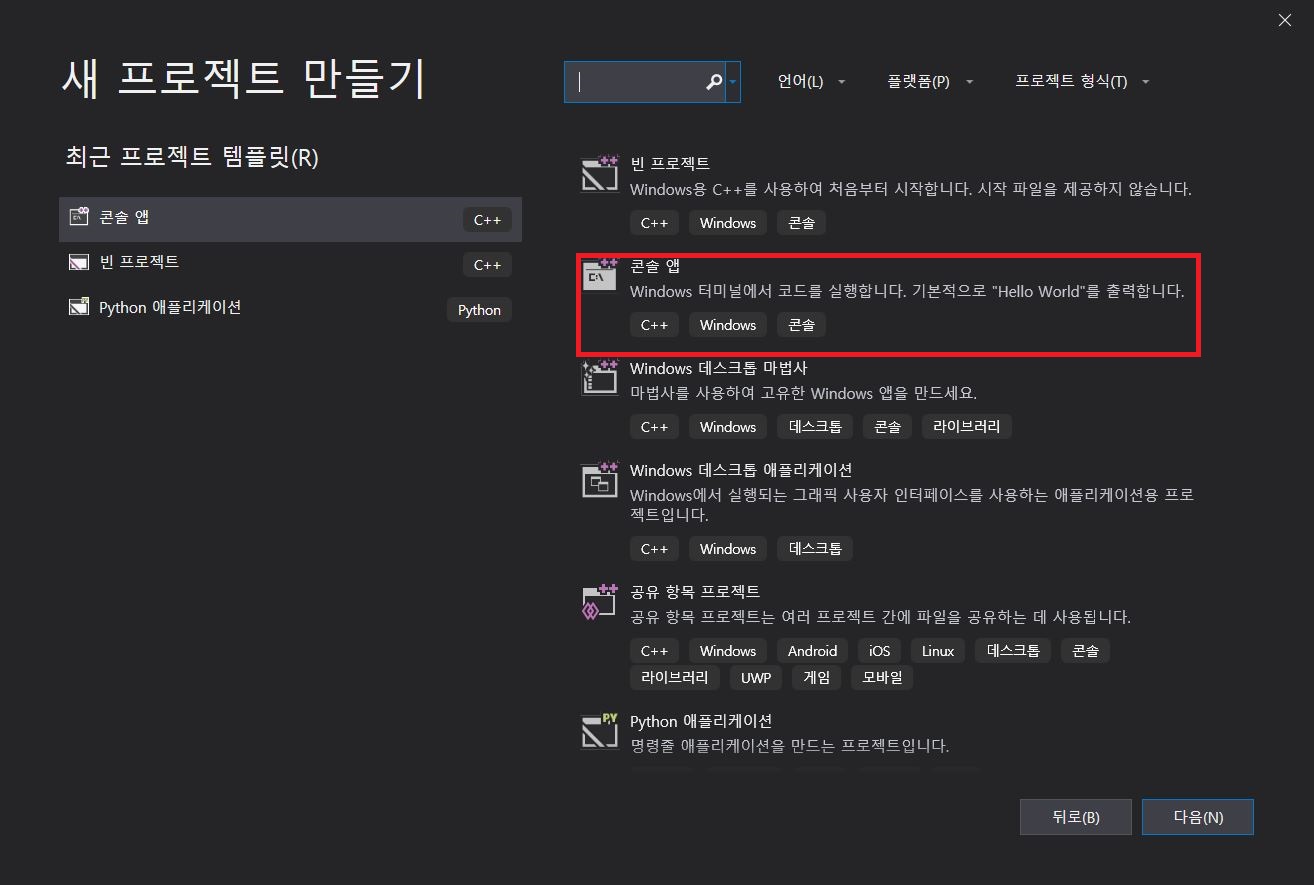 새 프로젝트 만들기
언어(L)
플랫폼(P)
프로젝트 형식(T)
최근 프로젝트 템플릿(R)
콘솔 앱
C++
빈 프로젝트
C++
Python 애플리케이션
Python
빈 프로젝트
Windows용 C++를 사용하여 처음부터 시작합니다. 시작 파일을 제공하지 않습니다.
C++ Windows 콘솔
콘솔 앱
Windows 터미널에서 코드를 실행합니다. 기본적으로 "Hello World"를 출력합니다.
C++ Windows 콘솔
Windows 데스크톱 마법사
마법사를 사용하여 고유한 Windows 앱을 만드세요.
C++ Windows 데스크톱 콘솔 라이브러리
Windows 데스크톱 애플리케이션
Windows에서 실행되는 그래픽 사용자 인터페이스를 사용하는 애플리케이션용 프로
젝트입니다.
C++ Windows 데스크톱
공유 항목 프로젝트
공유 항목 프로젝트는 여러 프로젝트 간에 파일을 공유하는 데 사용됩니다.
C++ Windows Android iOS Linux 데스크톱 콘솔
라이브러리 UWP 게임 모바일
Python 애플리케이션
명령줄 애플리케이션을 만드는 프로젝트입니다.
뒤로(B)
다음(N)